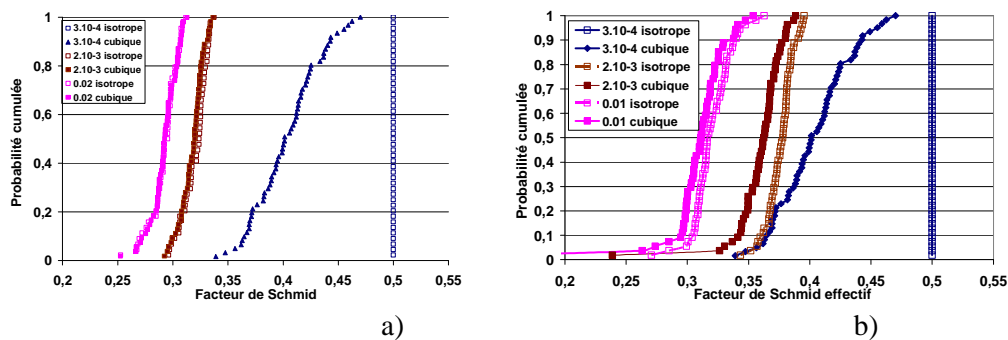 Probabilité cumulée
1
0,8
0,6
0,4
0,2
0
0,2 0,25 0,3 0,35 0,4 0,45 0,5 0,55
3.10-4 isotrope
3.10-4 cubique
2.10-3 isotrope
2.10-3 cubique
0.02 isotrope
0.02 cubique
Facteur de Schmid
a)
Probabilité cumulée
1
0,9
0,8
0,7
0,6
0,5
0,4
0,3
0,2
0,1
0
0,2 0,25 0,3 0,35 0,4 0,45 0,5 0,55
3.10-4 isotrope
3.10-4 cubique
2.10-3 isotrope
2.10-3 cubique
0.01 isotrope
0.01 cubique
Facteur de Schmid effectif
b)